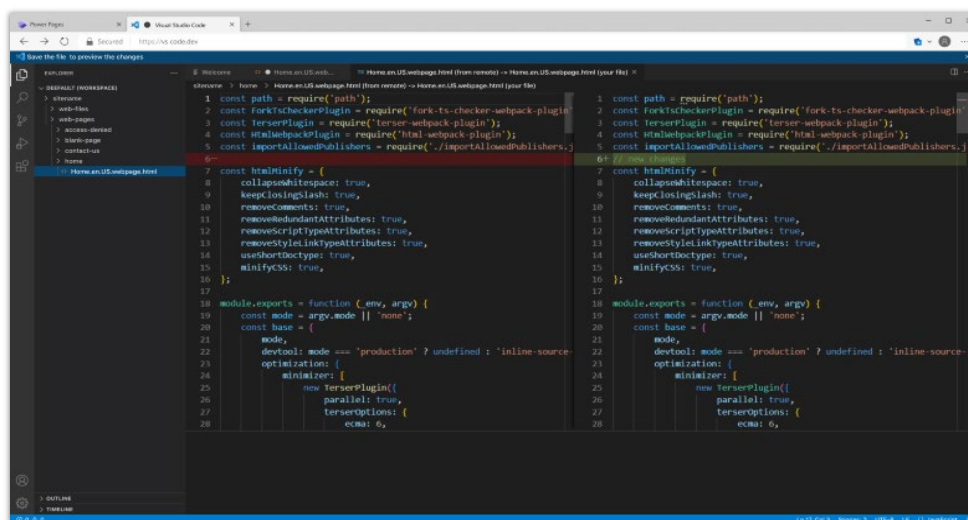 Power Pages
Visual Studio Code
Secured
https://vs code.dev
Save the file to preview the changes
EXPLORER
DEEFAULT (WORKSPACE)
sitename
web-files
web-pages
access-denied
blank-page
contact-us
home
Home.en.US.webpage.html
OUTLINE
TIMELINE
Welcome
Home.en.US.web...
Home.en.US.webpage.html (from remote) -> Home.en.US.webpage.html (your file)
sitename > home > Home.en.US.webpage.html (from remote) -> Home.en.US.webpage.html (your file)
1 const path = require('path');
2 const ForkTsCheckerPlugin = require('fork-ts-checker-webpack-plugin'
3 const TerserPlugin = require('terser-webpack-plugin');
4 const HtmlWebpackPlugin = require('html-webpack-plugin');
5 const importAllowedPublishers = require('./importAllowedPublishers.j
6-
7 const htmlMinify = {
8 collapseWhitespace: true,
9 keepClosingSlash: true,
10 removeComments: true,
11 removeRedundantAttributes: true,
12 removeScriptTypeAttributes: true,
13 removeStyleLinkTypeAttributes: true,
14 useShortDoctype: true,
15 minifyCSS: true,
16 };
17
18 module.exports = function (_env, argv) {
19 const mode = argv.mode || 'none';
20 const base = {
21 mode,
22 devtool: mode === 'production' ? undefined : 'inline-source-
23 optimization: {
24 minimizer: [
25 new TerserPlugin({
26 parallel: true,
27 terserOptions: {
28 ecma: 6,
1 const path = require('path');
2 const ForkTsCheckerPlugin = require('fork-ts-checker-webpack-plugin'
3 const TerserPlugin = require('terser-webpack-plugin');
4 const HtmlWebpackPlugin = require('html-webpack-plugin');
5 const importAllowedPublishers = require('./importAllowedPublishers.j
6+ // new changes
7 const htmlMinify = {
8 collapseWhitespace: true,
9 keepClosingSlash: true,
10 removeComments: true,
11 removeRedundantAttributes: true,
12 removeScriptTypeAttributes: true,
13 removeStyleLinkTypeAttributes: true,
14 useShortDoctype: true,
15 minifyCSS: true,
16 };
17
18 module.exports = function (_env, argv) {
19 const mode = argv.mode || 'none';
20 const base = {
21 mode,
22 devtool: mode === 'production' ? undefined : 'inline-source-
23 optimization: {
24 minimizer: [
25 new TerserPlugin({
26 parallel: true,
27 terserOptions: {
28 ecma: 6,